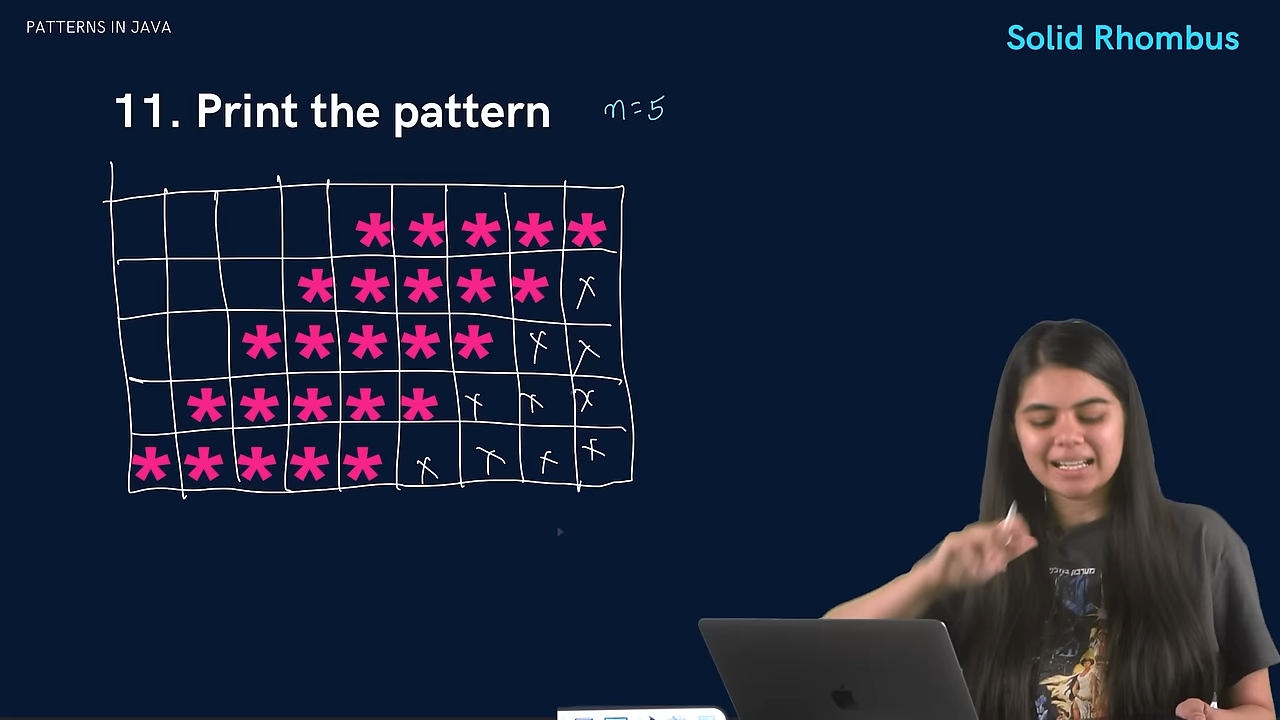 PATTERNS IN JAVA
Solid Rhombus
11. Print the pattern n=5
* * * * *
* * * * * x
* * * * * x x
* * * * * x x x
* * * * * x x x x